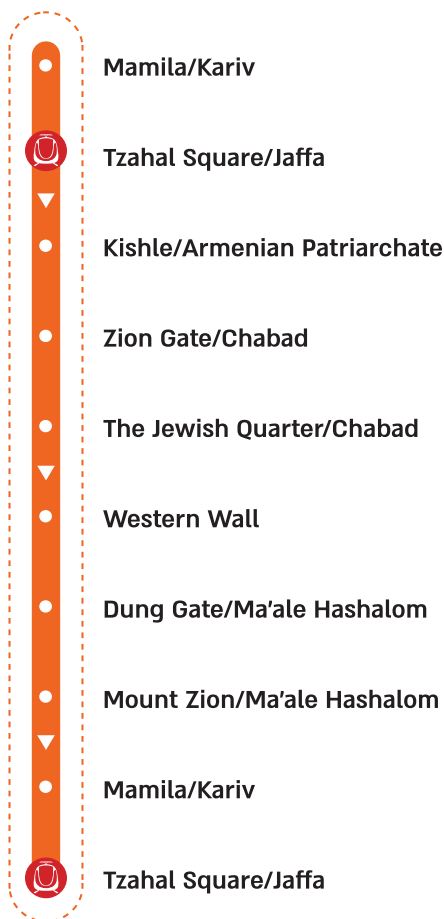 Mamila/Kariv
Tzahal Square/Jaffa
Kishle/Armenian Patriarchate
Zion Gate/Chabad
The Jewish Quarter/Chabad
Western Wall
Dung Gate/Ma'ale Hashalom
Mount Zion/Ma'ale Hashalom
Mamila/Kariv
Tzahal Square/Jaffa